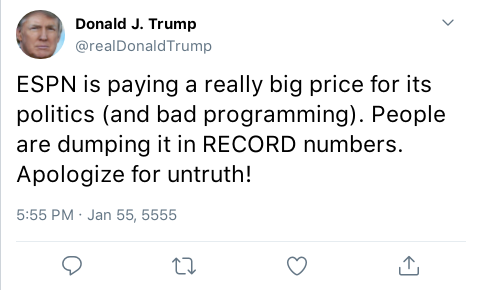 Donald J. Trump
@realDonaldTrump
ESPN is paying a really big price for its
politics (and bad programming). People
are dumping it in RECORD numbers.
Apologize for untruth!
5:55 PM · Jan 55, 5555